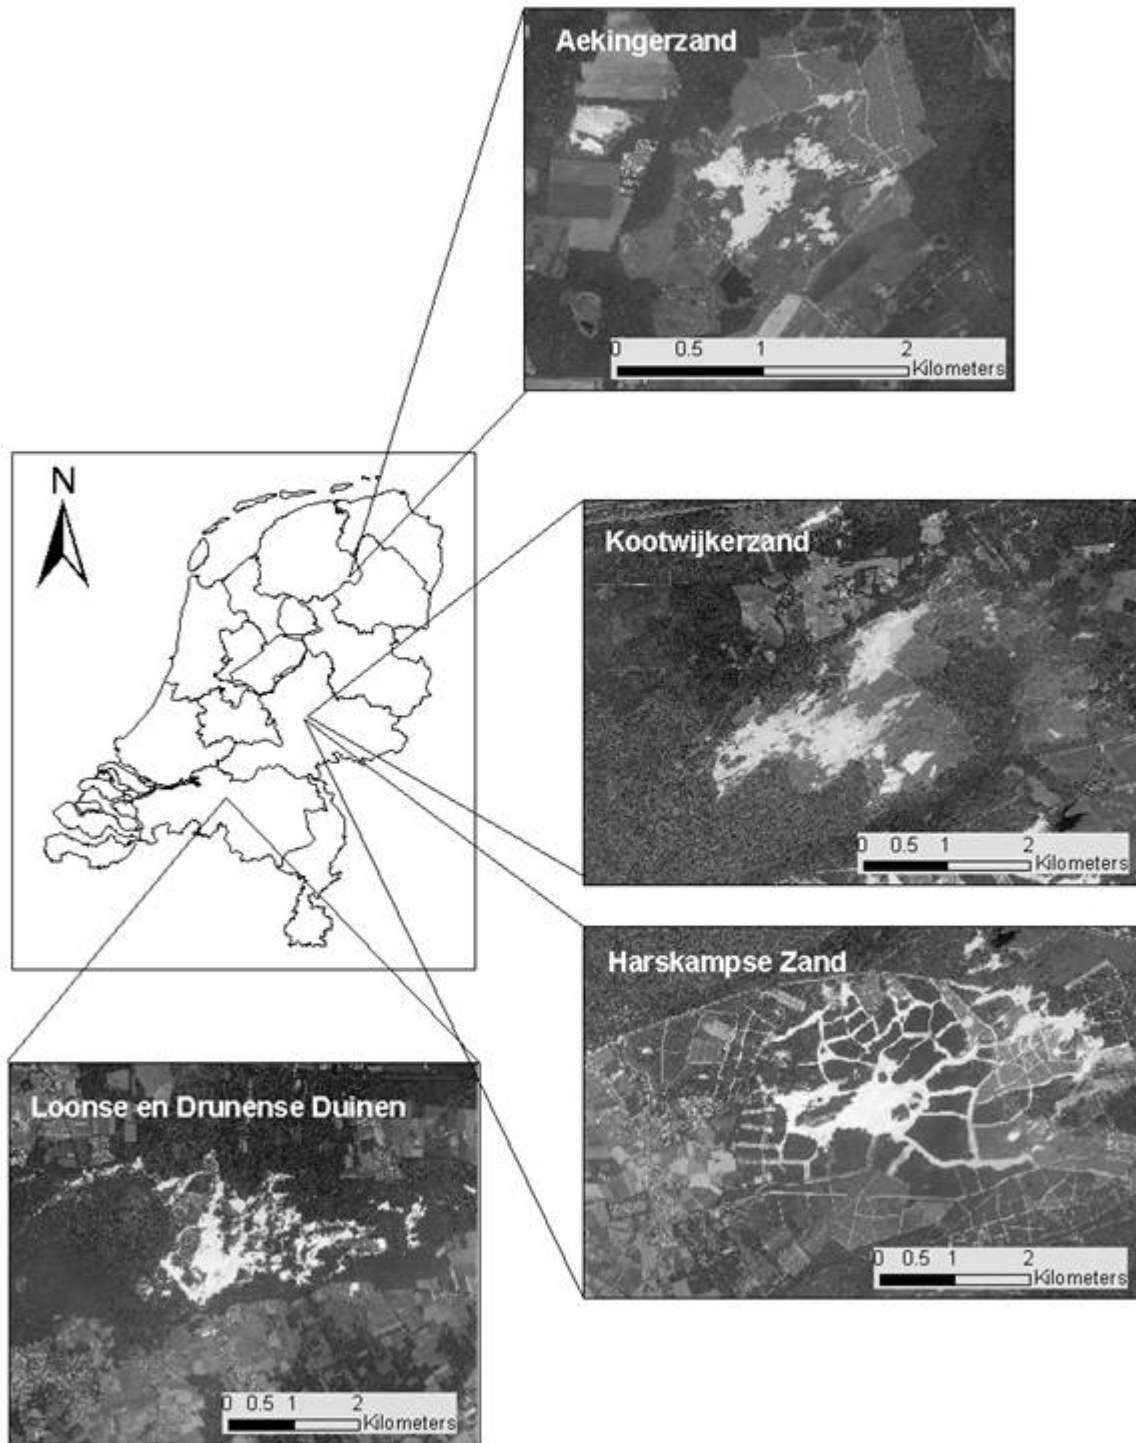 Aekingerzand
0 0.5 1 2
Kilometers
N
Kootwijkerzand
0 0.5 1 2
Kilometers
Harskampse Zand
0 0.5 1 2
Kilometers
Loonse en Drunense Duinen
0 0.5 1 2
Kilometers